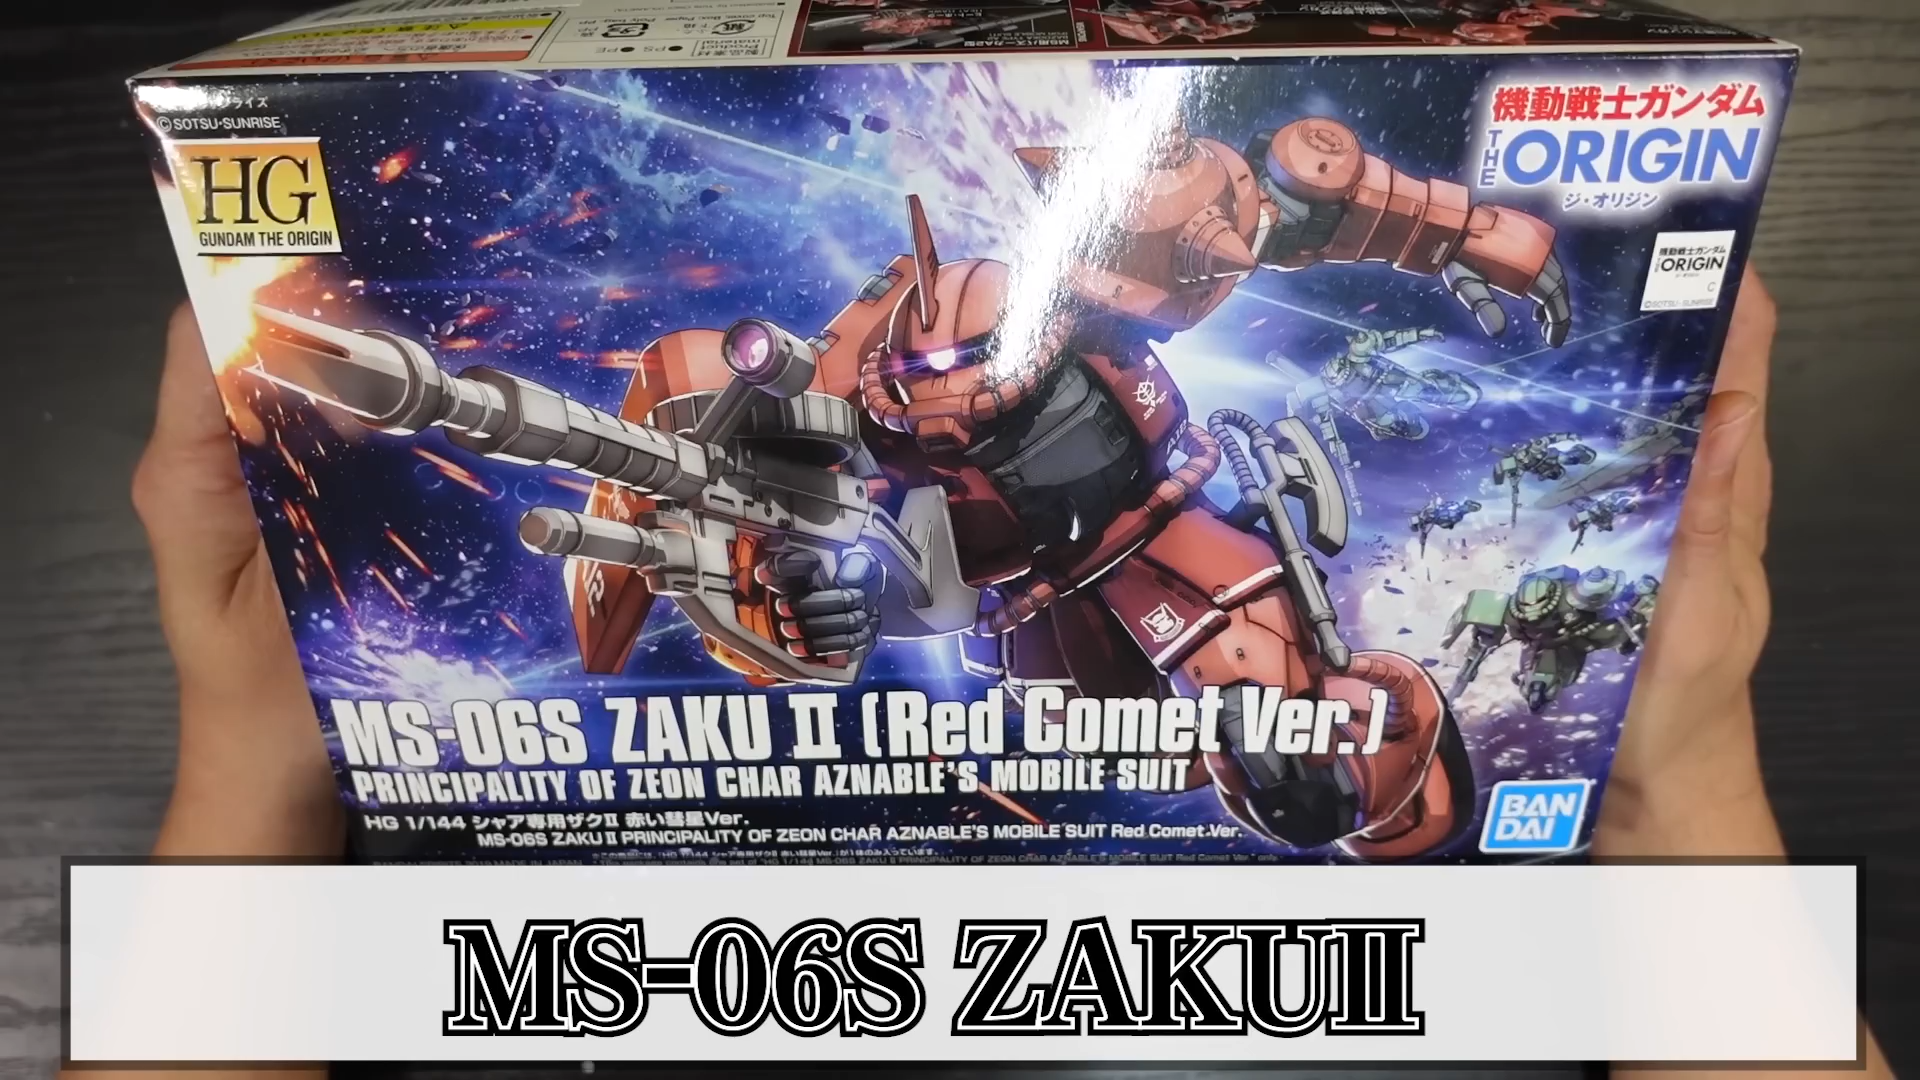 ©SOTSU·SUNRISE
HG
GUNDAM THE ORIGIN
機動戦士ガンダム
THE ORIGIN
ジ・オリジン
機動戦士ガンダム
THE ORIGIN
©SOTSU·SUNRISE
MS-06S ZAKU II (Red Comet Ver.)
PRINCIPALITY OF ZEON CHAR AZNABLE'S MOBILE SUIT
HG 1/144 シャア専用ザクII 赤い彗星Ver.
MS-06S ZAKU II PRINCIPALITY OF ZEON CHAR AZNABLE'S MOBILE SUIT Red Comet Ver.
BAN
DAI
MS-06S ZAKUII